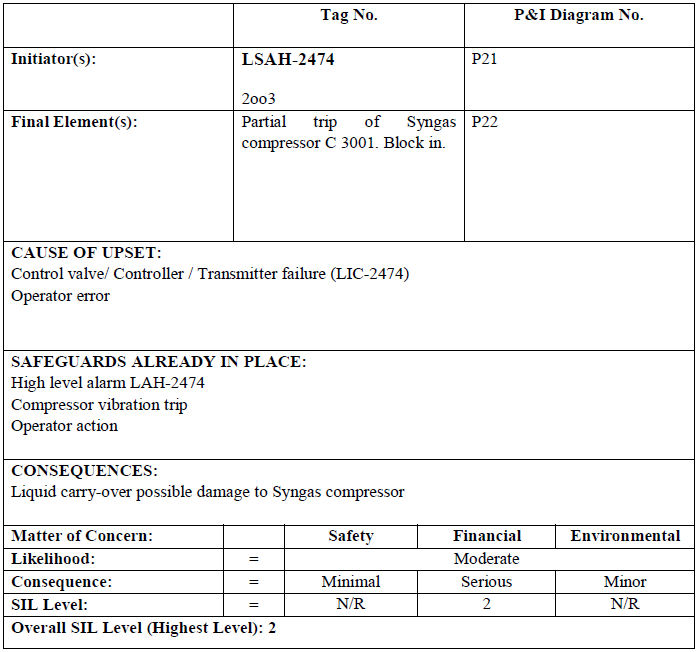 Tag No. P&I Diagram No.
Initiator(s): LSAH-2474 P21
2oo3
Final Element(s): Partial trip of Syngas P22
compressor C 3001. Block in.
CAUSE OF UPSET:
Control valve/ Controller / Transmitter failure (LIC-2474)
Operator error
SAFEGUARDS ALREADY IN PLACE:
High level alarm LAH-2474
Compressor vibration trip
Operator action
CONSEQUENCES:
Liquid carry-over possible damage to Syngas compressor
Matter of Concern: Safety Financial Environmental
Likelihood: = Moderate
Consequence: = Minimal Serious Minor
SIL Level: = N/R 2 N/R
Overall SIL Level (Highest Level): 2